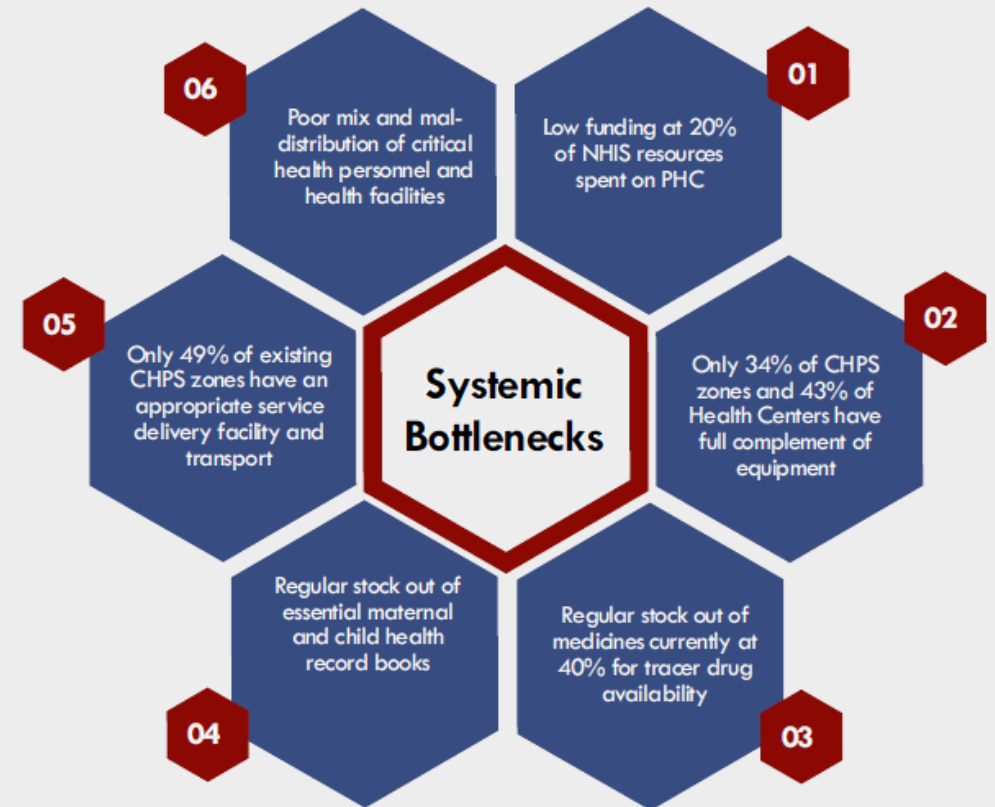 Systemic
Bottlenecks
01
Low funding at 20%
of NHIS resources
spent on PHC
02
Only 34% of CHPS
zones and 43% of
Health Centers have
full complement of
equipment
03
Regular stock out of
medicines currently at
40% for tracer drug
availability
04
Regular stock out of
essential maternal
and child health
record books
05
Only 49% of existing
CHPS zones have an
appropriate service
delivery facility and
transport
06
Poor mix and mal-
distribution of critical
health personnel and
health facilities